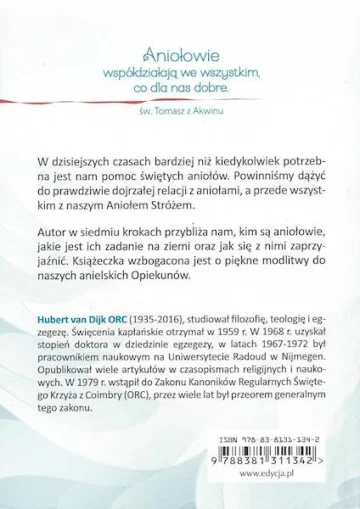 Aniołowie
współdziałają we wszystkim,
co dla nas dobre.
św. Tomasz z Akwinu
W dzisiejszych czasach bardziej niż kiedykolwiek potrzeb-
na jest nam pomoc świętych aniołów. Powinniśmy dążyć
do prawdziwie dojrzałej relacji z aniołami, a przede wszyst-
kim z naszym Aniołem Stróżem.
Autor w siedmiu krokach przybliża nam, kim są aniołowie,
jakie jest ich zadanie na ziemi oraz jak się z nimi zaprzy-
jaźnić. Książeczka wzbogacona jest o piękne modlitwy do
naszych anielskich Opiekunów.
Hubert van Dijk ORC (1935-2016), studiował filozofię, teologię i eg-
zegezę. Święcenia kapłańskie otrzymał w 1959 r. W 1968 r. uzyskał
stopień doktora w dziedzinie egzegezy, w latach 1967-1972 był
pracownikiem naukowym na Uniwersytecie Radoud w Nijmegen.
Opublikował wiele artykułów w czasopismach religijnych i nauko-
wych. W 1979 r. wstąpił do Zakonu Kanoników Regularnych Święte-
go Krzyża z Coimbry (ORC), przez wiele lat był przeorem generalnym
tego zakonu.
ISBN 978-83-8131-134-2
9 788381 311342 >
www.edycja.pl